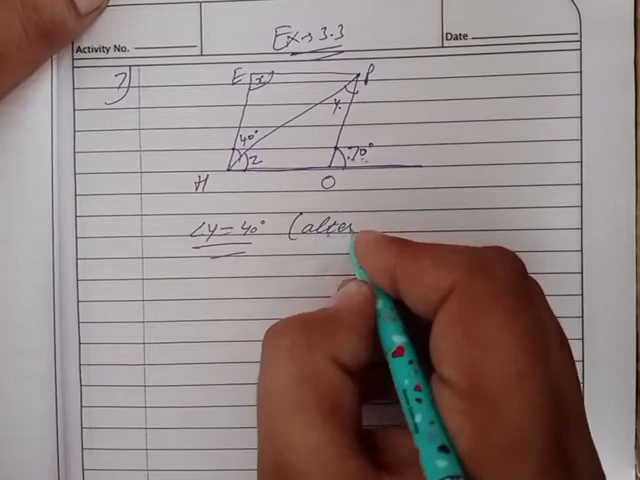 Ex → 3.3
Activity No.
Date
7)
E x P
y
40°
z 70°
H O
∠y = 40° (alter